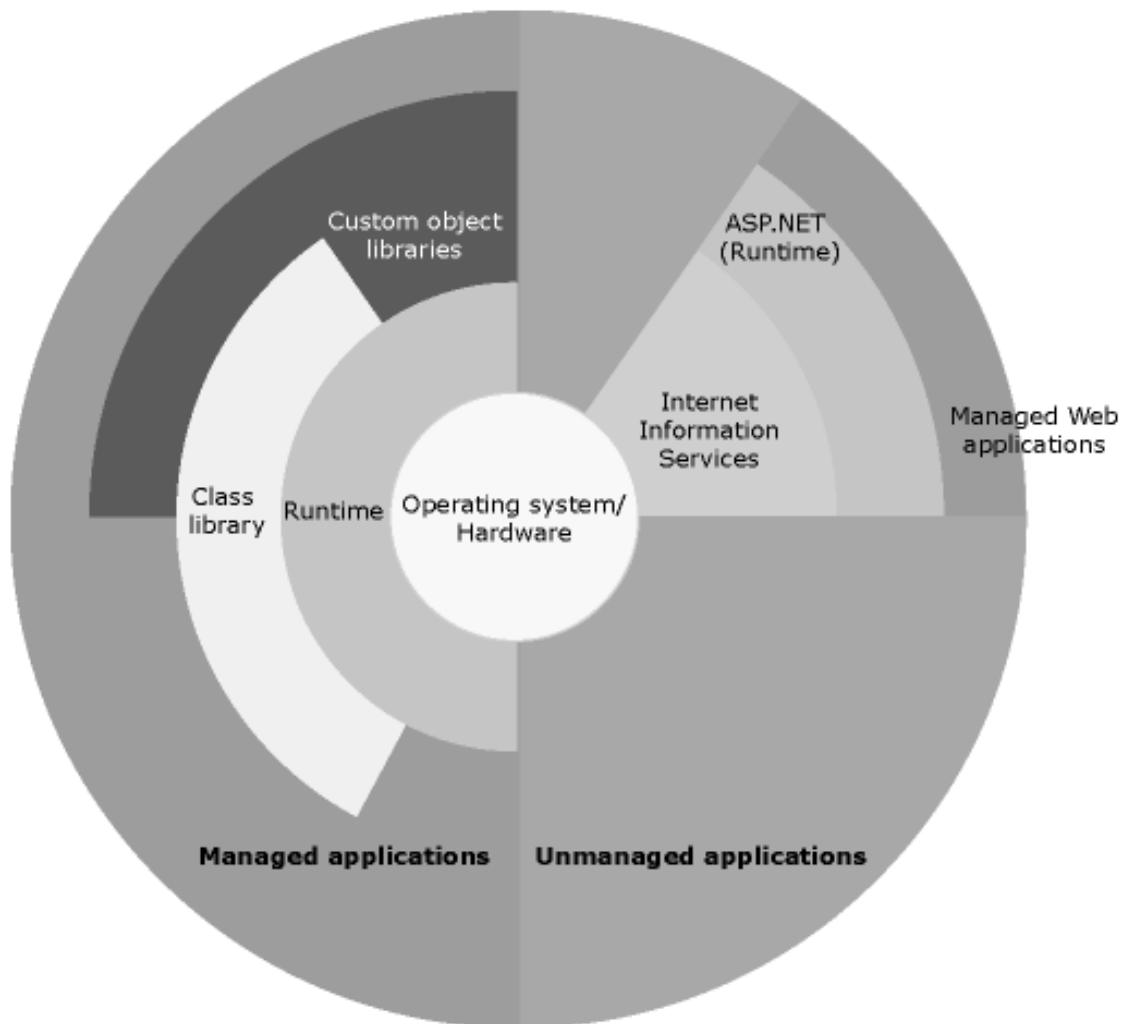 Custom object
libraries
ASP.NET
(Runtime)
Internet
Information
Services
Managed Web
applications
Class
library
Runtime
Operating system/
Hardware
Managed applications
Unmanaged applications